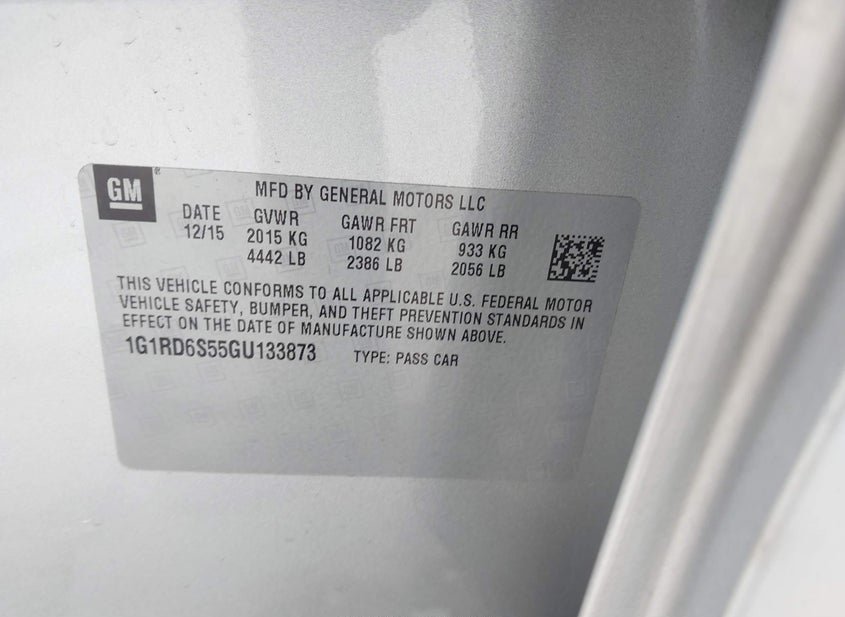 GM
MFD BY GENERAL MOTORS LLC
DATE GVWR GAWR FRT GAWR RR
12/15 2015 KG 1082 KG 933 KG
4442 LB 2386 LB 2056 LB
THIS VEHICLE CONFORMS TO ALL APPLICABLE U.S. FEDERAL MOTOR
VEHICLE SAFETY, BUMPER, AND THEFT PREVENTION STANDARDS IN
EFFECT ON THE DATE OF MANUFACTURE SHOWN ABOVE.
1G1RD6S55GU133873 TYPE: PASS CAR